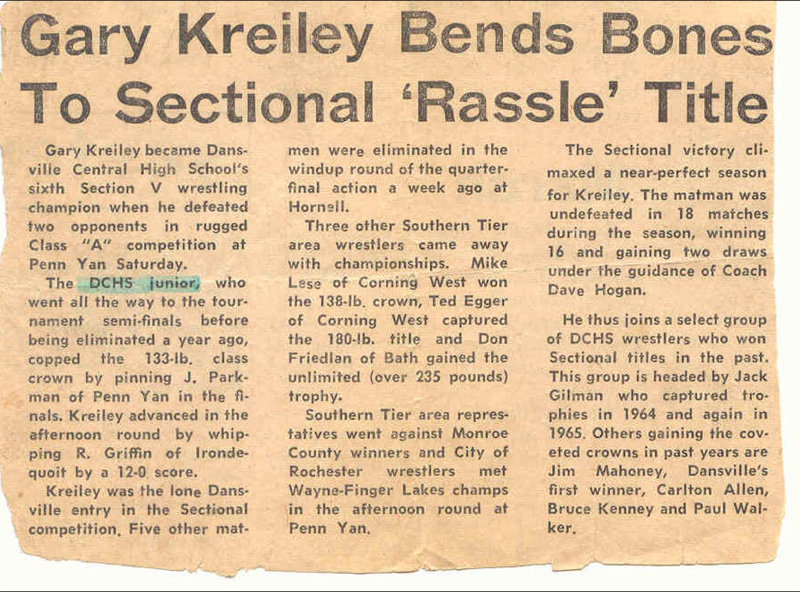 Gary Kreiley Bends Bones
To Sectional 'Rassle' Title
Gary Kreiley became Dans-
ville Central High School's
sixth Section V wrestling
champion when he defeated
two opponents in rugged
Class "A" competition at
Penn Yan Saturday.
The DCHS junior, who
went all the way to the tour-
nament semi-finals before
being eliminated a year ago,
copped the 133-lb. class
crown by pinning J. Park-
man of Penn Yan in the fi-
nals. Kreiley advanced in the
afternoon round by whip-
ping R. Griffin of Ironde-
quoit by a 12-0 score.
Kreiley was the lone Dans-
ville entry in the Sectional
competition. Five other mat-
men were eliminated in the
windup round of the quarter-
final action a week ago at
Hornell.
Three other Southern Tier
area wrestlers came away
with championships. Mike
Lese of Corning West won
the 138-lb. crown, Ted Egger
of Corning West captured
the 180-lb. title and Don
Friedlan of Bath gained the
unlimited (over 235 pounds)
trophy.
Southern Tier area repres-
tatives went against Monroe
County winners and City of
Rochester wrestlers met
Wayne-Finger Lakes champs
in the afternoon round at
Penn Yan.
The Sectional victory cli-
maxed a near-perfect season
for Kreiley. The matman was
undefeated in 18 matches
during the season, winning
16 and gaining two draws
under the guidance of Coach
Dave Hogan.
He thus joins a select group
of DCHS wrestlers who won
Sectional titles in the past.
This group is headed by Jack
Gilman who captured tro-
phies in 1964 and again in
1965. Others gaining the cov-
eted crowns in past years are
Jim Mahoney, Dansville's
first winner, Carlton Allen,
Bruce Kenney and Paul Wal-
ker.